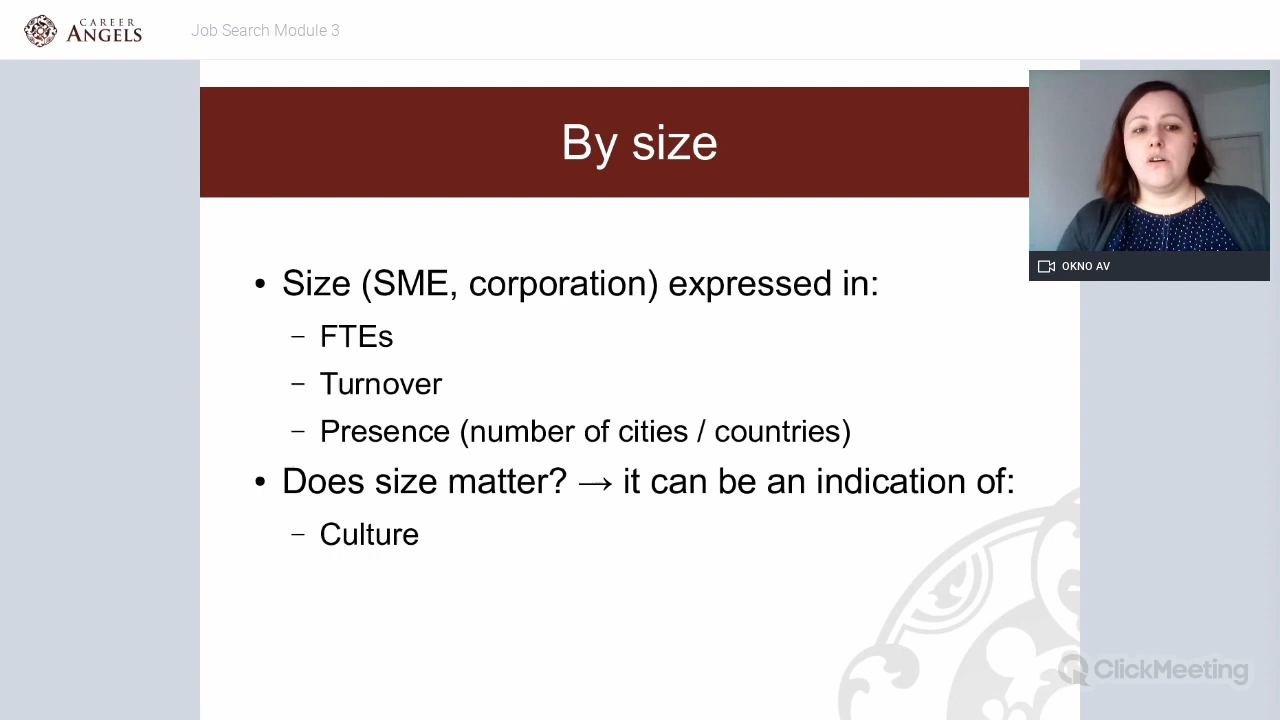 CAREER
ANGELS
Job Search Module 3
By size
OKNO AV
• Size (SME, corporation) expressed in:
– FTEs
– Turnover
– Presence (number of cities / countries)
• Does size matter? → it can be an indication of:
– Culture
ClickMeeting